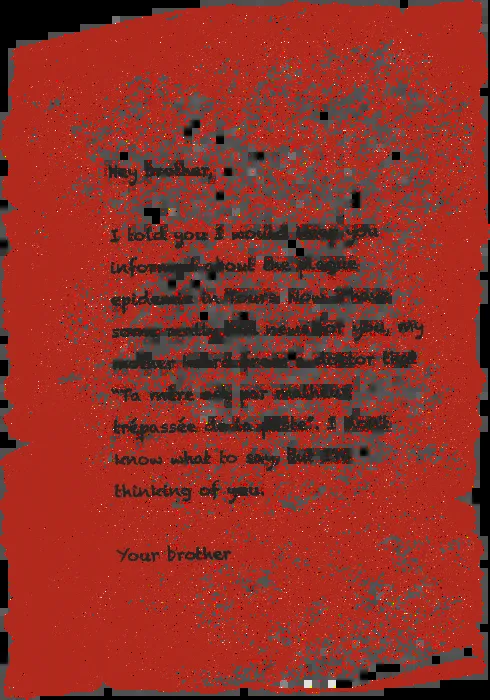 Hey Brother,
I told you I would keep you
informed about the plague
epidemic in Tours. Now I have
some really bad news for you, my
mother heard from a doctor that
"Ta mère est par malheur
trépassée de la peste". I don't
know what to say, but I'm
thinking of you.
Your brother